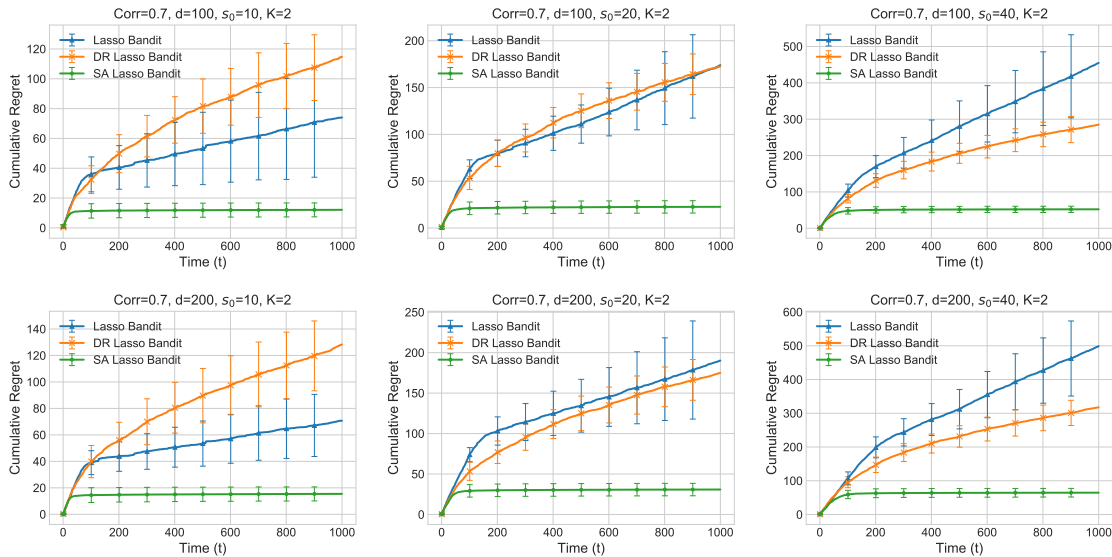 Corr=0.7, d=100, s₀=10, K=2
Cumulative Regret
120
100
80
60
40
20
0
Lasso Bandit
DR Lasso Bandit
SA Lasso Bandit
0 200 400 600 800 1000
Time (t)
Corr=0.7, d=100, s₀=20, K=2
Cumulative Regret
200
150
100
50
0
Lasso Bandit
DR Lasso Bandit
SA Lasso Bandit
0 200 400 600 800 1000
Time (t)
Corr=0.7, d=100, s₀=40, K=2
Cumulative Regret
500
400
300
200
100
0
Lasso Bandit
DR Lasso Bandit
SA Lasso Bandit
0 200 400 600 800 1000
Time (t)
Corr=0.7, d=200, s₀=10, K=2
Cumulative Regret
140
120
100
80
60
40
20
0
Lasso Bandit
DR Lasso Bandit
SA Lasso Bandit
0 200 400 600 800 1000
Time (t)
Corr=0.7, d=200, s₀=20, K=2
Cumulative Regret
250
200
150
100
50
0
Lasso Bandit
DR Lasso Bandit
SA Lasso Bandit
0 200 400 600 800 1000
Time (t)
Corr=0.7, d=200, s₀=40, K=2
Cumulative Regret
600
500
400
300
200
100
0
Lasso Bandit
DR Lasso Bandit
SA Lasso Bandit
0 200 400 600 800 1000
Time (t)